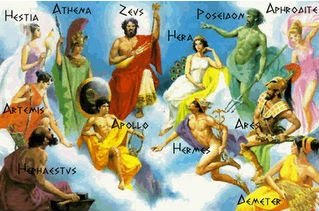 Hestia
Athena
Zeus
Hera
Poseidon
Aphrodite
Artemis
Apollo
Hermes
Ares
Hephaestus
Demeter